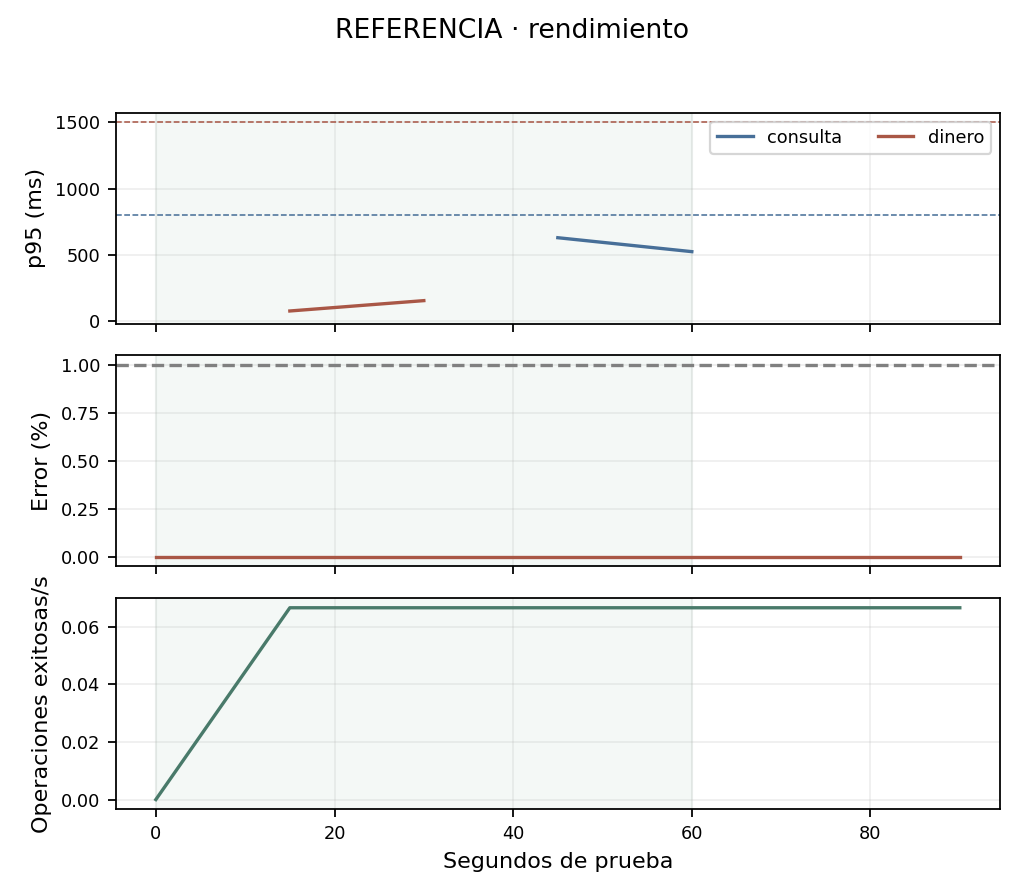 REFERENCIA · rendimiento
p95 (ms)
1500
1000
500
0
consulta
dinero
Error (%)
1.00
0.75
0.50
0.25
0.00
Operaciones exitosas/s
0.06
0.04
0.02
0.00
0 20 40 60 80
Segundos de prueba